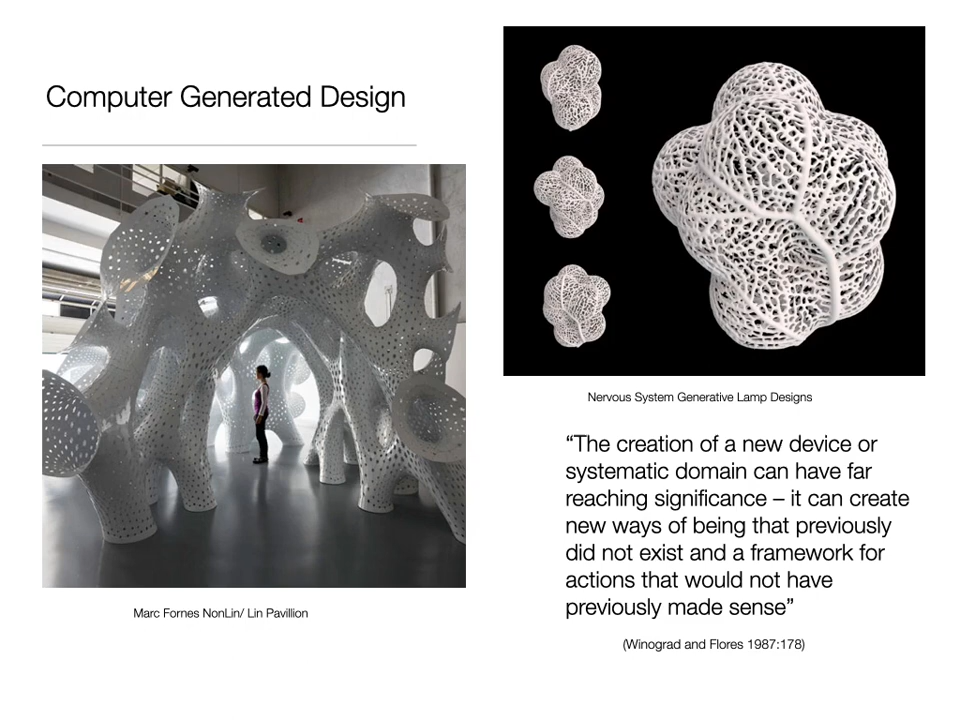 Computer Generated Design
Marc Fornes NonLin/ Lin Pavillion
Nervous System Generative Lamp Designs
“The creation of a new device or
systematic domain can have far
reaching significance – it can create
new ways of being that previously
did not exist and a framework for
actions that would not have
previously made sense”
(Winograd and Flores 1987:178)